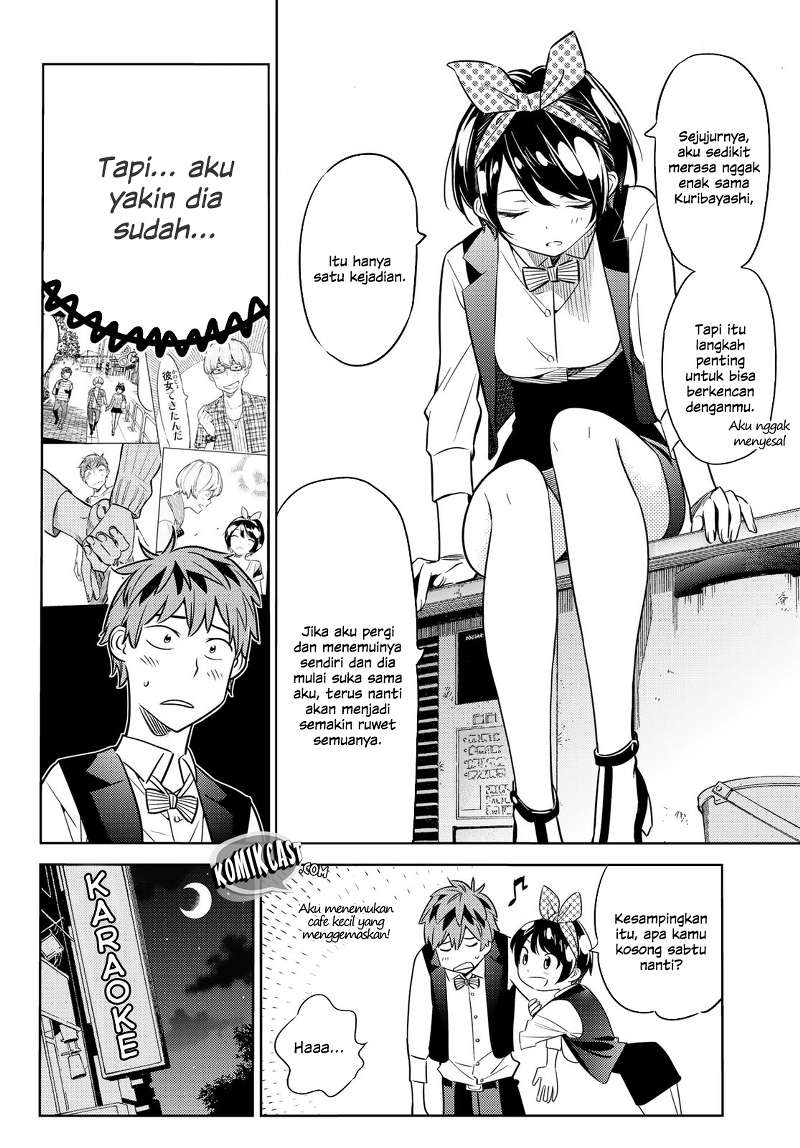 Sejujurnya,
aku sedikit
merasa nggak
enak sama
Kuribayashi,
Tapi itu
langkah
penting
untuk bisa
berkencan
denganmu.
Aku nggak
menyesal
Itu hanya
satu kejadian.
Jika aku pergi
dan menemuinya
sendiri dan dia
mulai suka sama
aku, terus nanti
akan menjadi
semakin ruwet
semuanya.
Tapi... aku
yakin dia
sudah...
彼女できたんだ
KOMIKCAST
.COM
Kesampingkan
itu, apa kamu
kosong sabtu
nanti?
Aku menemukan
cafe kecil yang
menggemaskan!
Haaa...
KARAOKE